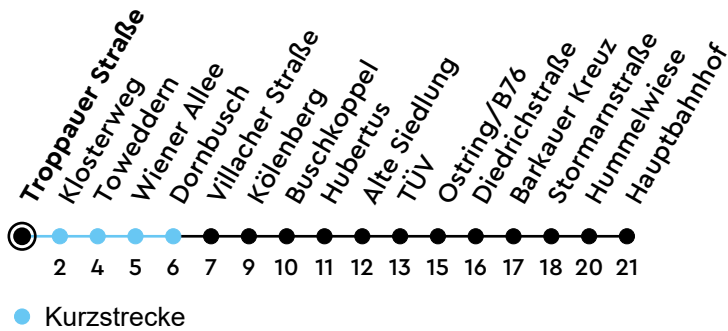 Troppauer Straße
Klosterweg
Toweddern
Wiener Allee
Dornbusch
Villacher Straße
Kölenberg
Buschkoppel
Hubertus
Alte Siedlung
TÜV
Ostring/B76
Diedrichstraße
Barkauer Kreuz
Stormarnstraße
Hummelwiese
Hauptbahnhof
2 4 5 6 7 9 10 11 12 13 15 16 17 18 20 21
Kurzstrecke